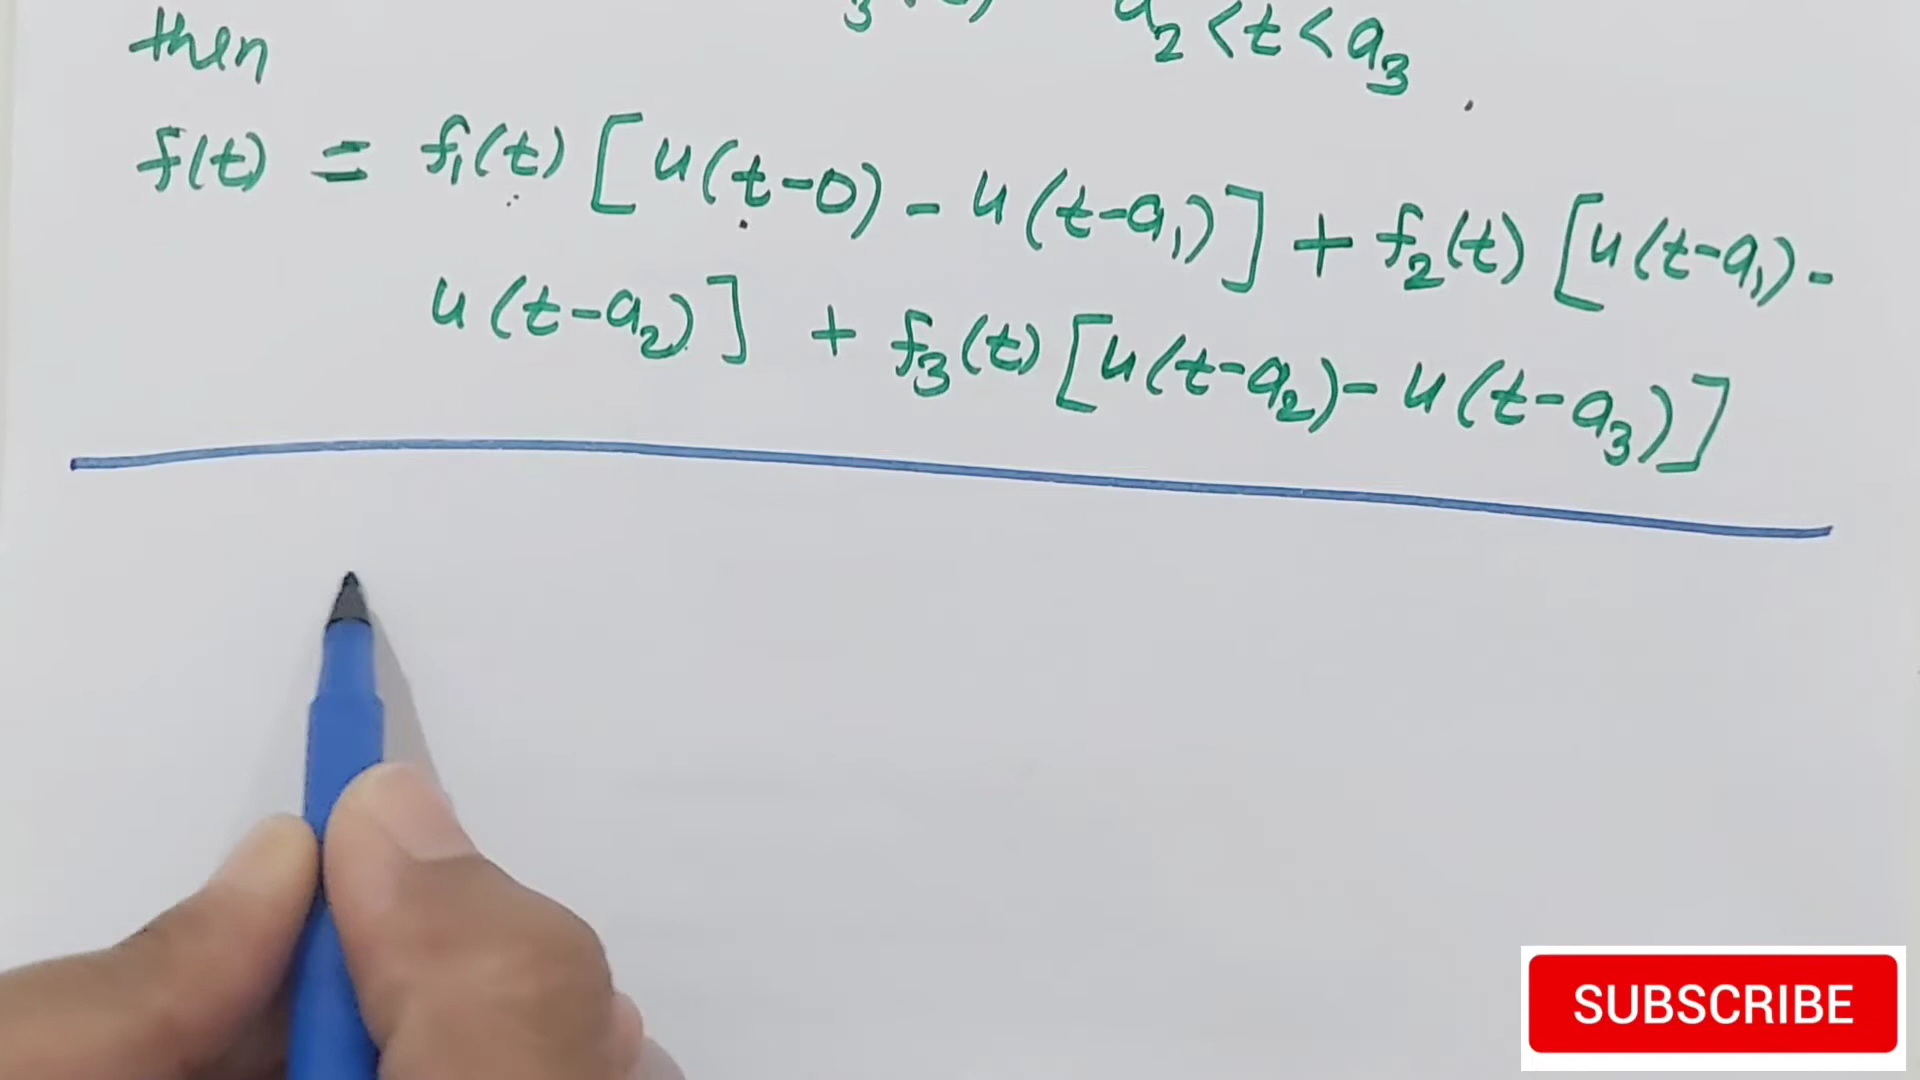 a₂ < t < a₃
then
f(t) = f₁(t) [u(t-0) - u(t-a₁)] + f₂(t) [u(t-a₁) -
u(t-a₂)] + f₃(t) [u(t-a₂) - u(t-a₃)]
SUBSCRIBE